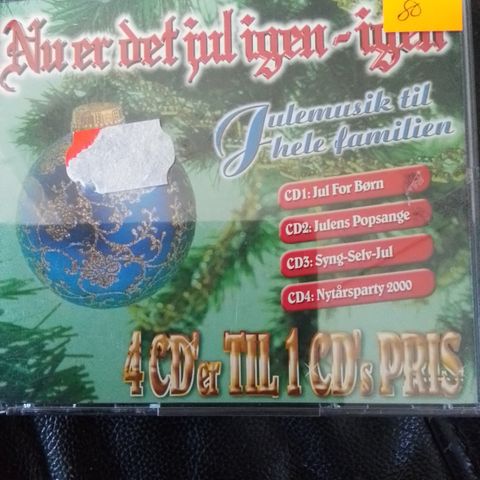 80
Nu er det jul igen - igen
Julemusik til
hele familien
CD1: Jul For Børn
CD2: Julens Popsange
CD3: Syng-Selv-Jul
CD4: Nytårsparty 2000
4 CD'er TIL 1 CD's PRIS